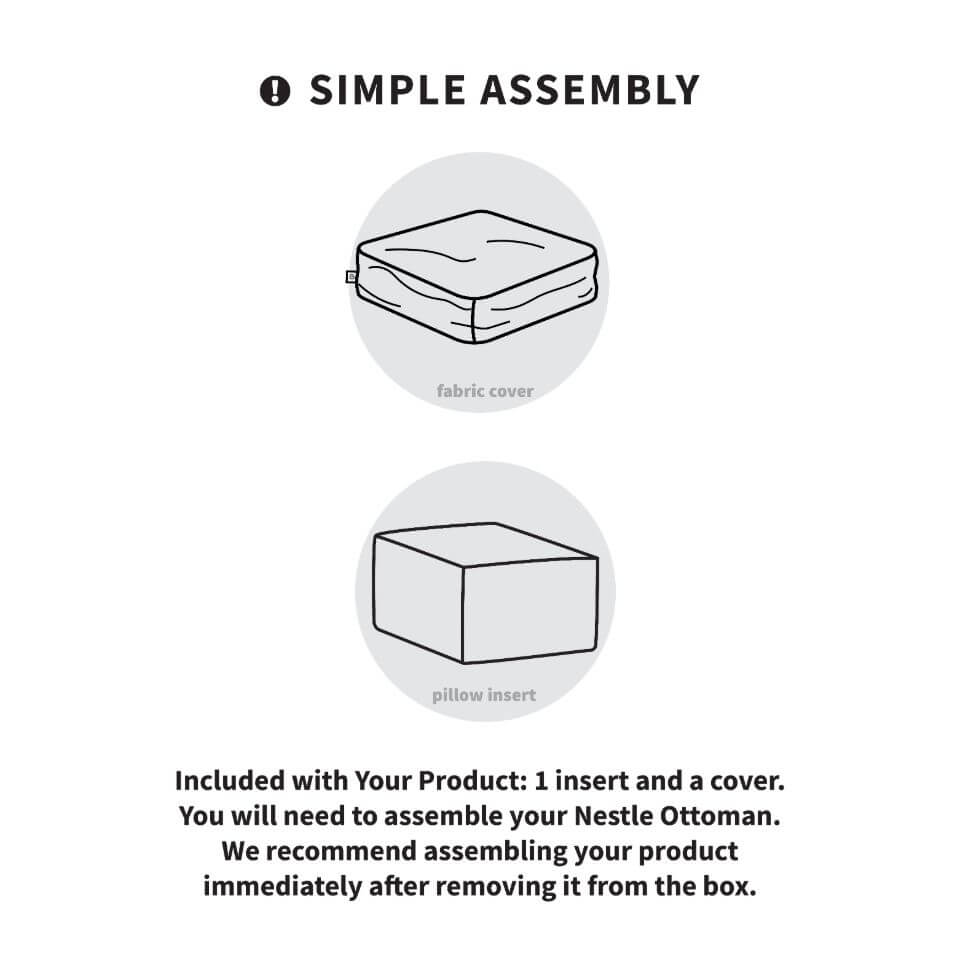 SIMPLE ASSEMBLY
fabric cover
pillow insert
Included with Your Product: 1 insert and a cover.
You will need to assemble your Nestle Ottoman.
We recommend assembling your product
immediately after removing it from the box.